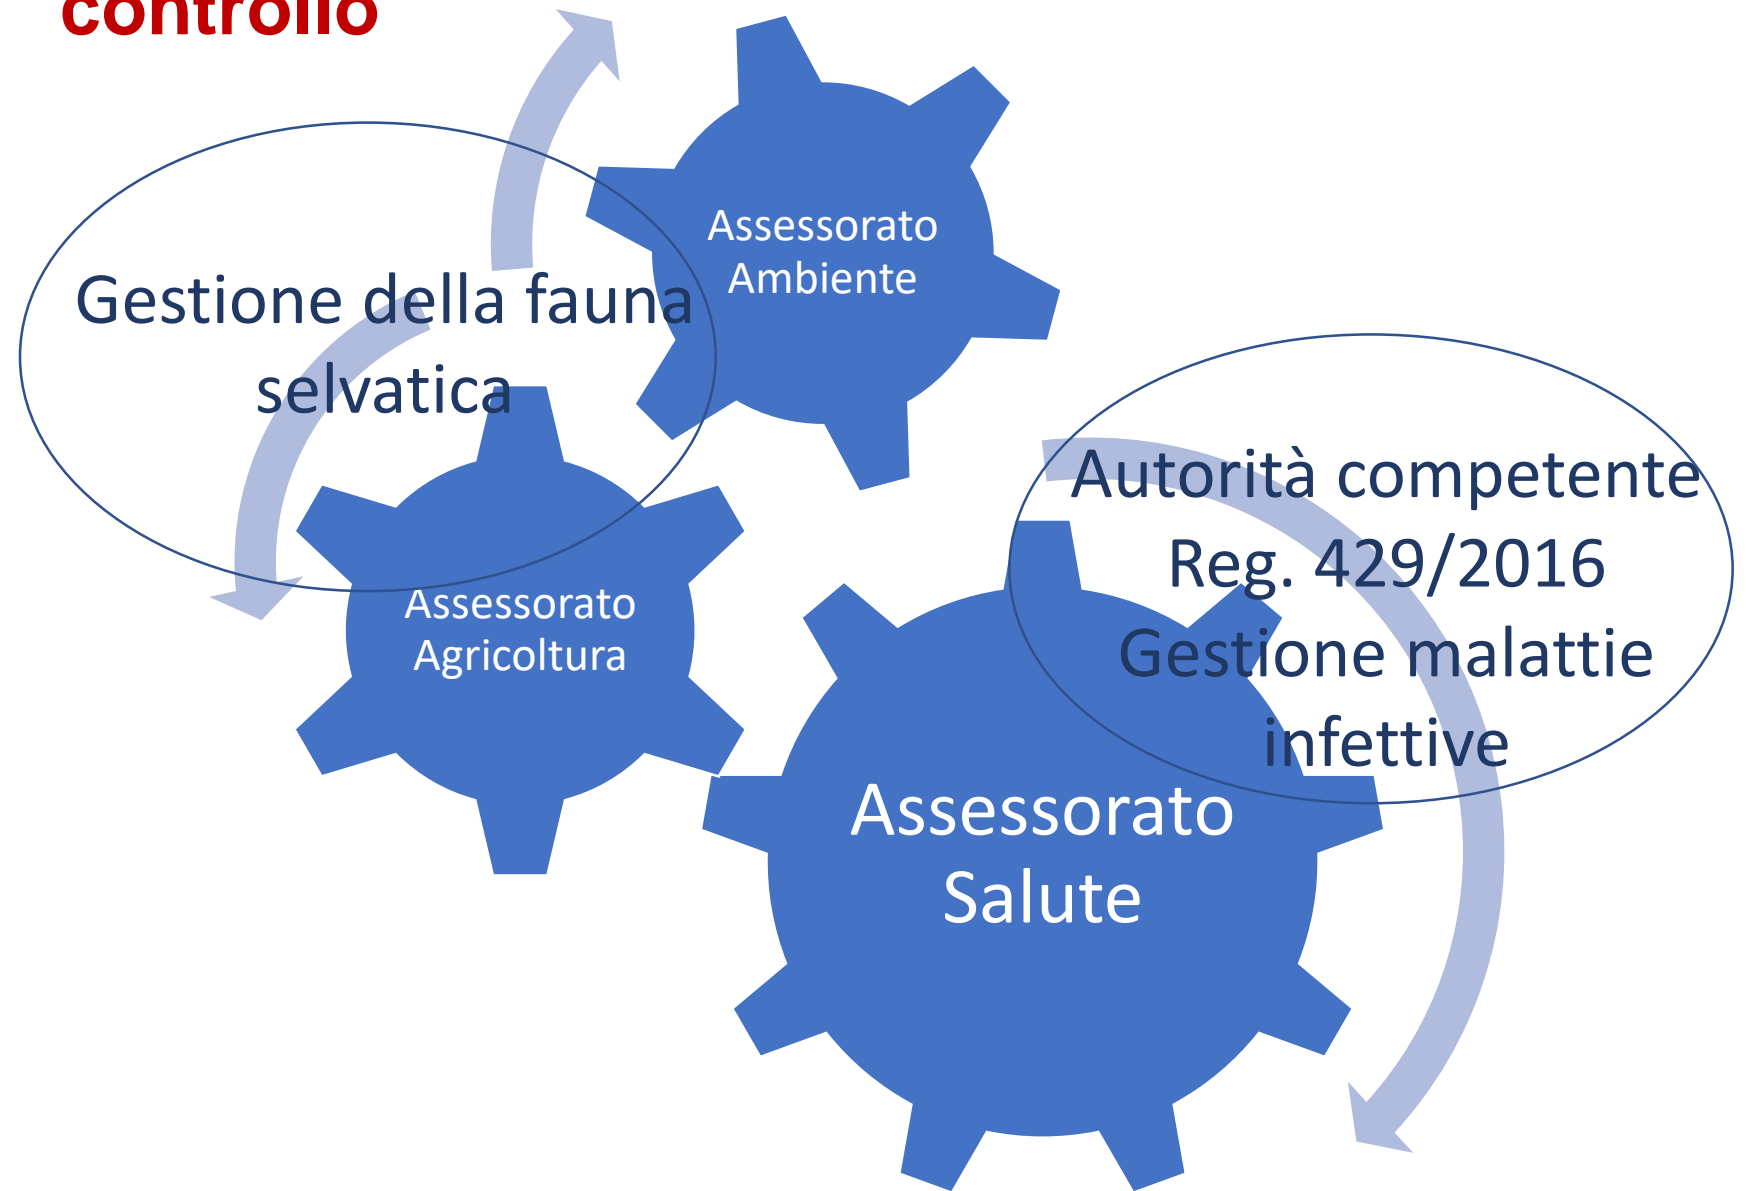 controllo
Assessorato
Ambiente
Gestione della fauna
selvatica
Autorità competente
Reg. 429/2016
Gestione malattie
infettive
Assessorato
Agricoltura
Assessorato
Salute